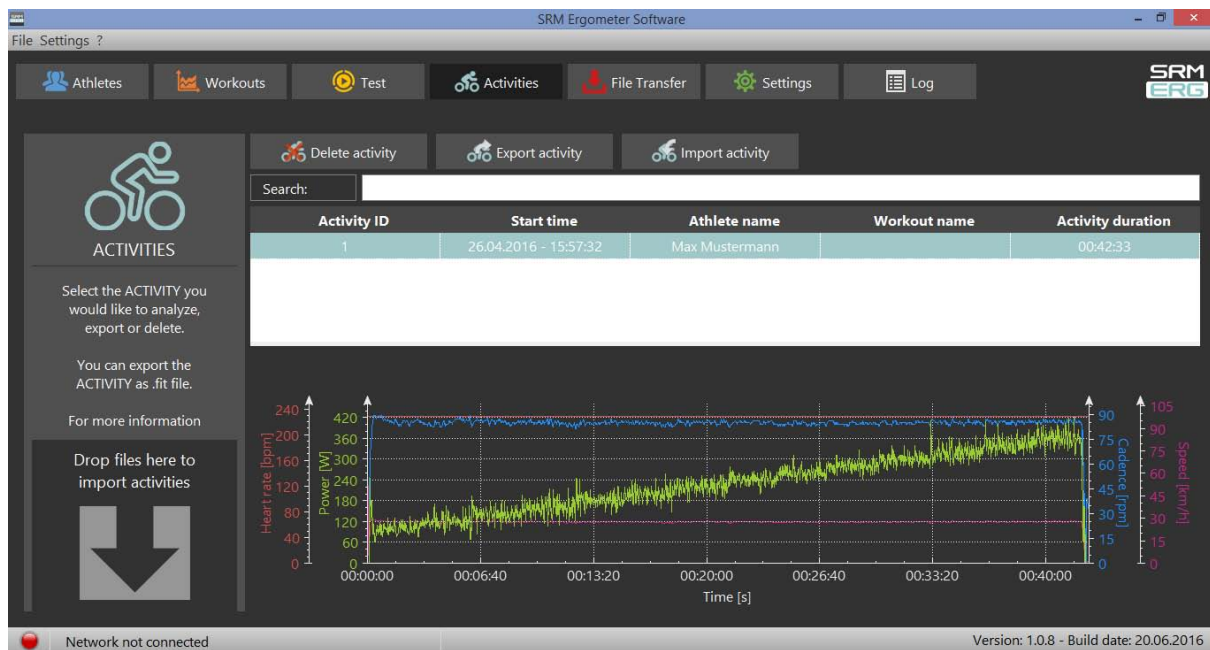 SRM Ergometer Software
File Settings ?
Athletes Workouts Test Activities File Transfer Settings Log
SRM
ERG
Delete activity Export activity Import activity
Search:
Activity ID Start time Athlete name Workout name Activity duration
1 26.04.2016 - 15:57:32 Max Mustermann 00:42:33
ACTIVITIES
Select the ACTIVITY you
would like to analyze,
export or delete.
You can export the
ACTIVITY as .fit file.
For more information
Drop files here to
import activities
Heart rate [bpm]
240
200
160
120
80
40
0
Power [W]
420
360
300
240
180
120
60
0
90
75
60
45
30
15
0
Cadence [rpm]
105
90
75
60
45
30
15
0
Speed [km/h]
00:00:00 00:06:40 00:13:20 00:20:00 00:26:40 00:33:20 00:40:00
Time [s]
Network not connected
Version: 1.0.8 - Build date: 20.06.2016